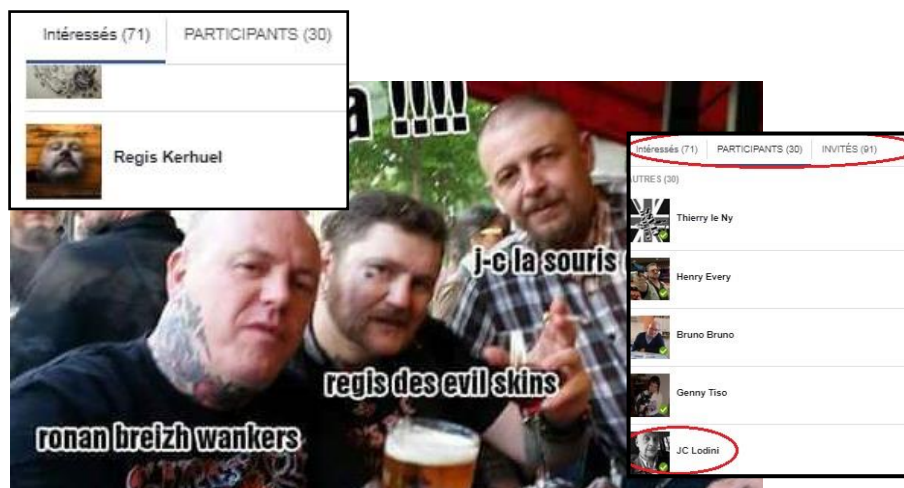 Intéressés (71) PARTICIPANTS (30)
Regis Kerhuel
a !!!!
Intéressés (71) PARTICIPANTS (30) INVITÉS (91)
AUTRES (30)
Thierry le Ny
Henry Every
Bruno Bruno
Genny Tiso
JC Lodini
j-c la souris
regis des evil skins
ronan breizh wankers